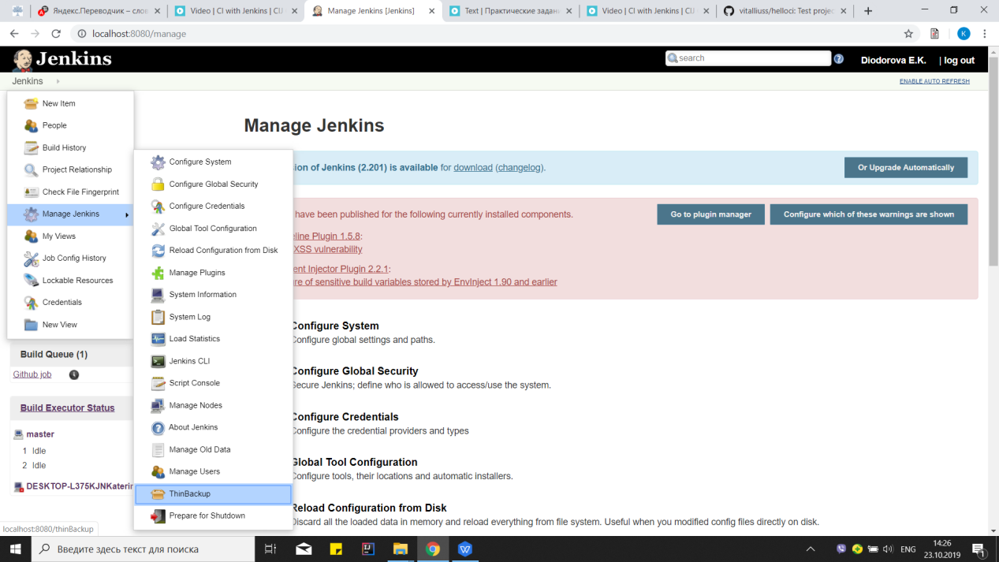 Яндекс.Переводчик – слов
Video | CI with Jenkins | CU
Manage Jenkins [Jenkins]
Text | Практические задани
Video | CI with Jenkins | CU
vitalliuss/helloci: Test projec
localhost:8080/manage
K
Jenkins
search
Diodorova E.K.
| log out
Jenkins
ENABLE AUTO REFRESH
New Item
People
Build History
Project Relationship
Check File Fingerprint
Manage Jenkins
My Views
Job Config History
Lockable Resources
Credentials
New View
Configure System
Configure Global Security
Configure Credentials
Global Tool Configuration
Reload Configuration from Disk
Manage Plugins
System Information
System Log
Load Statistics
Jenkins CLI
Script Console
Manage Nodes
About Jenkins
Manage Old Data
Manage Users
ThinBackup
Prepare for Shutdown
Build Queue (1)
Github job
Build Executor Status
master
1 Idle
2 Idle
DESKTOP-L375KJNKaterin
Manage Jenkins
ion of Jenkins (2.201) is available for download (changelog).
Or Upgrade Automatically
have been published for the following currently installed components.
Go to plugin manager
Configure which of these warnings are shown
eline Plugin 1.5.8:
XSS vulnerability
ent Injector Plugin 2.2.1:
re of sensitive build variables stored by EnvInject 1.90 and earlier
Configure System
Configure global settings and paths.
Configure Global Security
Secure Jenkins; define who is allowed to access/use the system.
Configure Credentials
Configure the credential providers and types
Global Tool Configuration
Configure tools, their locations and automatic installers.
Reload Configuration from Disk
Discard all the loaded data in memory and reload everything from file system. Useful when you modified config files directly on disk.
localhost:8080/thinBackup
Введите здесь текст для поиска
ENG
14:26
23.10.2019
1